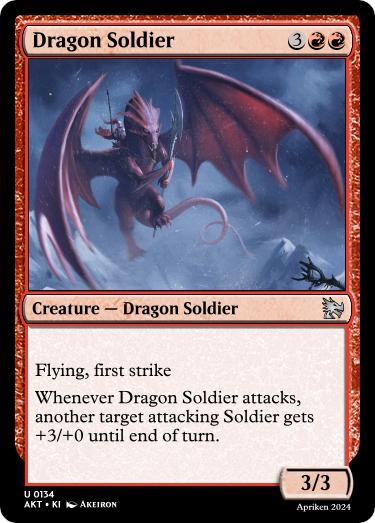 Dragon Soldier 3
Creature — Dragon Soldier
Flying, first strike
Whenever Dragon Soldier attacks,
another target attacking Soldier gets
+3/+0 until end of turn.
3/3
U 0134
AKT • KI Akeiron
Apriken 2024